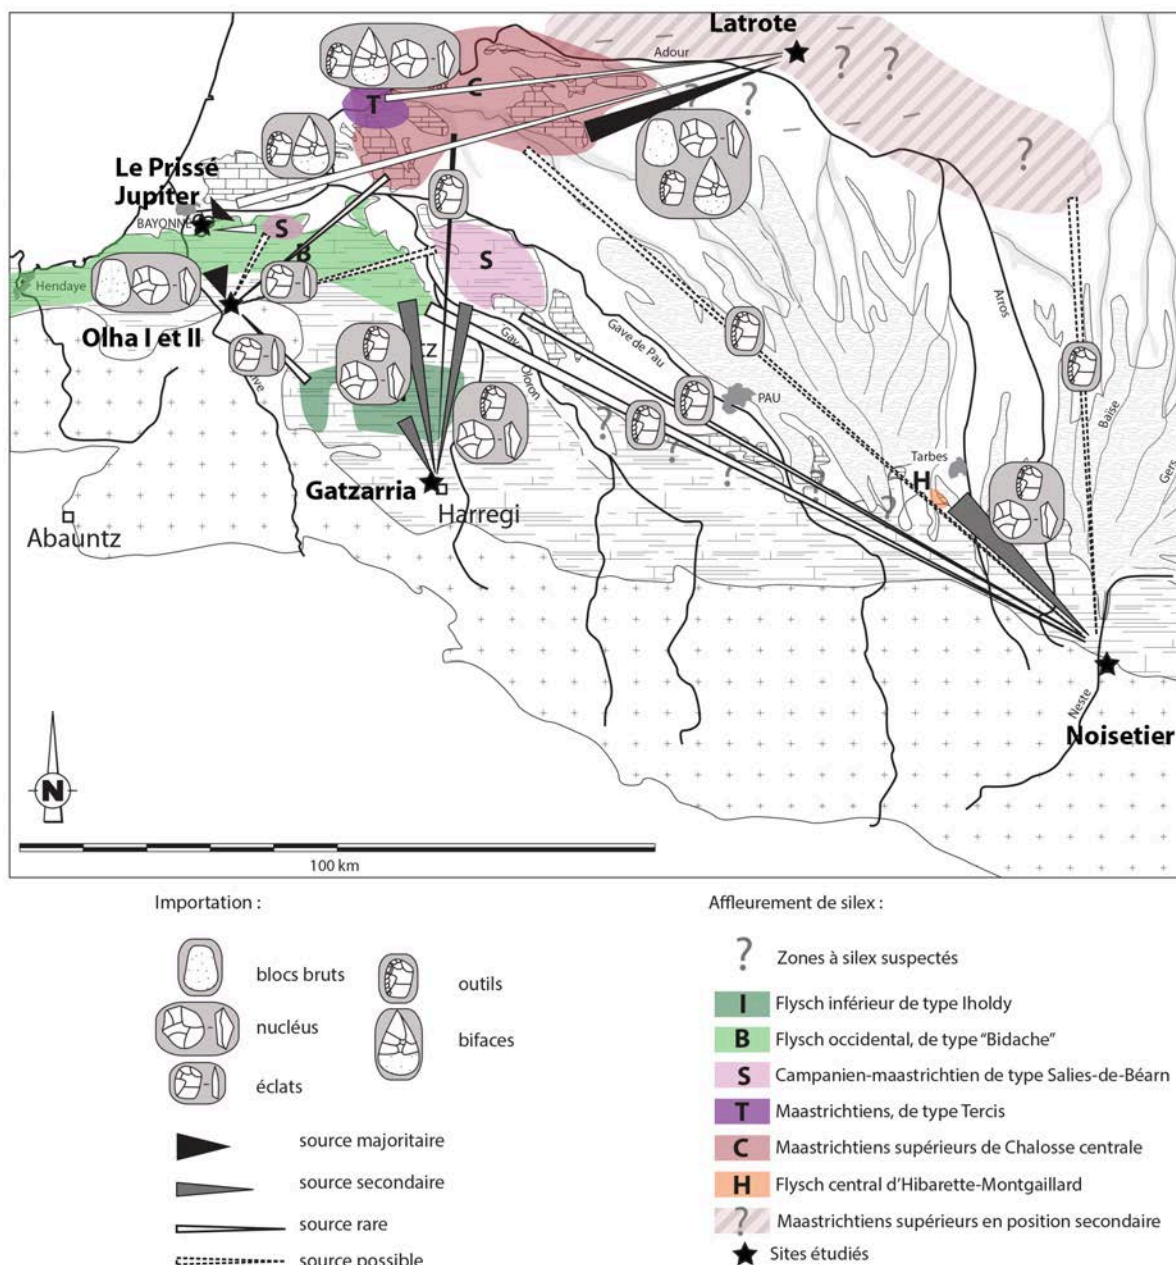 Latrote
Adour
C
T
Le Prissé
Jupiter
BAYONNE
S
B
S
Hendaye
Olha I et II
Gave de Pau
Oloron
PAU
Arros
Baïse
Gers
Tarbes
H
Gatzarria
Harregi
Abauntz
Neste
Noisetier
N
100 km
? ? ? ? ? ? ? ? ? ?
Importation :
blocs bruts
nucléus
éclats
outils
bifaces
source majoritaire
source secondaire
source rare
source possible
Affleurement de silex :
? Zones à silex suspectés
I Flysch inférieur de type Iholdy
B Flysch occidental, de type “Bidache”
S Campanien-maastrichtien de type Salies-de-Béarn
T Maastrichtiens, de type Tercis
C Maastrichtiens supérieurs de Chalosse centrale
H Flysch central d’Hibarette-Montgaillard
? Maastrichtiens supérieurs en position secondaire
Sites étudiés